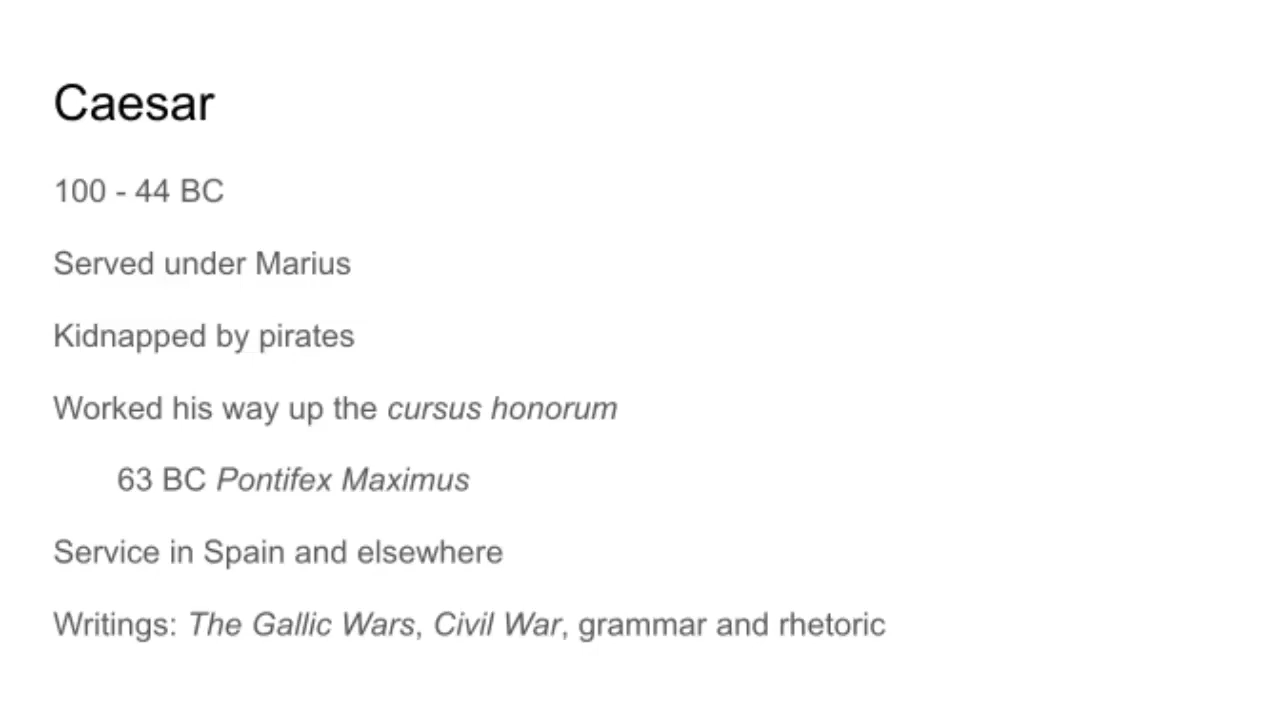 Caesar
100 - 44 BC
Served under Marius
Kidnapped by pirates
Worked his way up the cursus honorum
63 BC Pontifex Maximus
Service in Spain and elsewhere
Writings: The Gallic Wars, Civil War, grammar and rhetoric